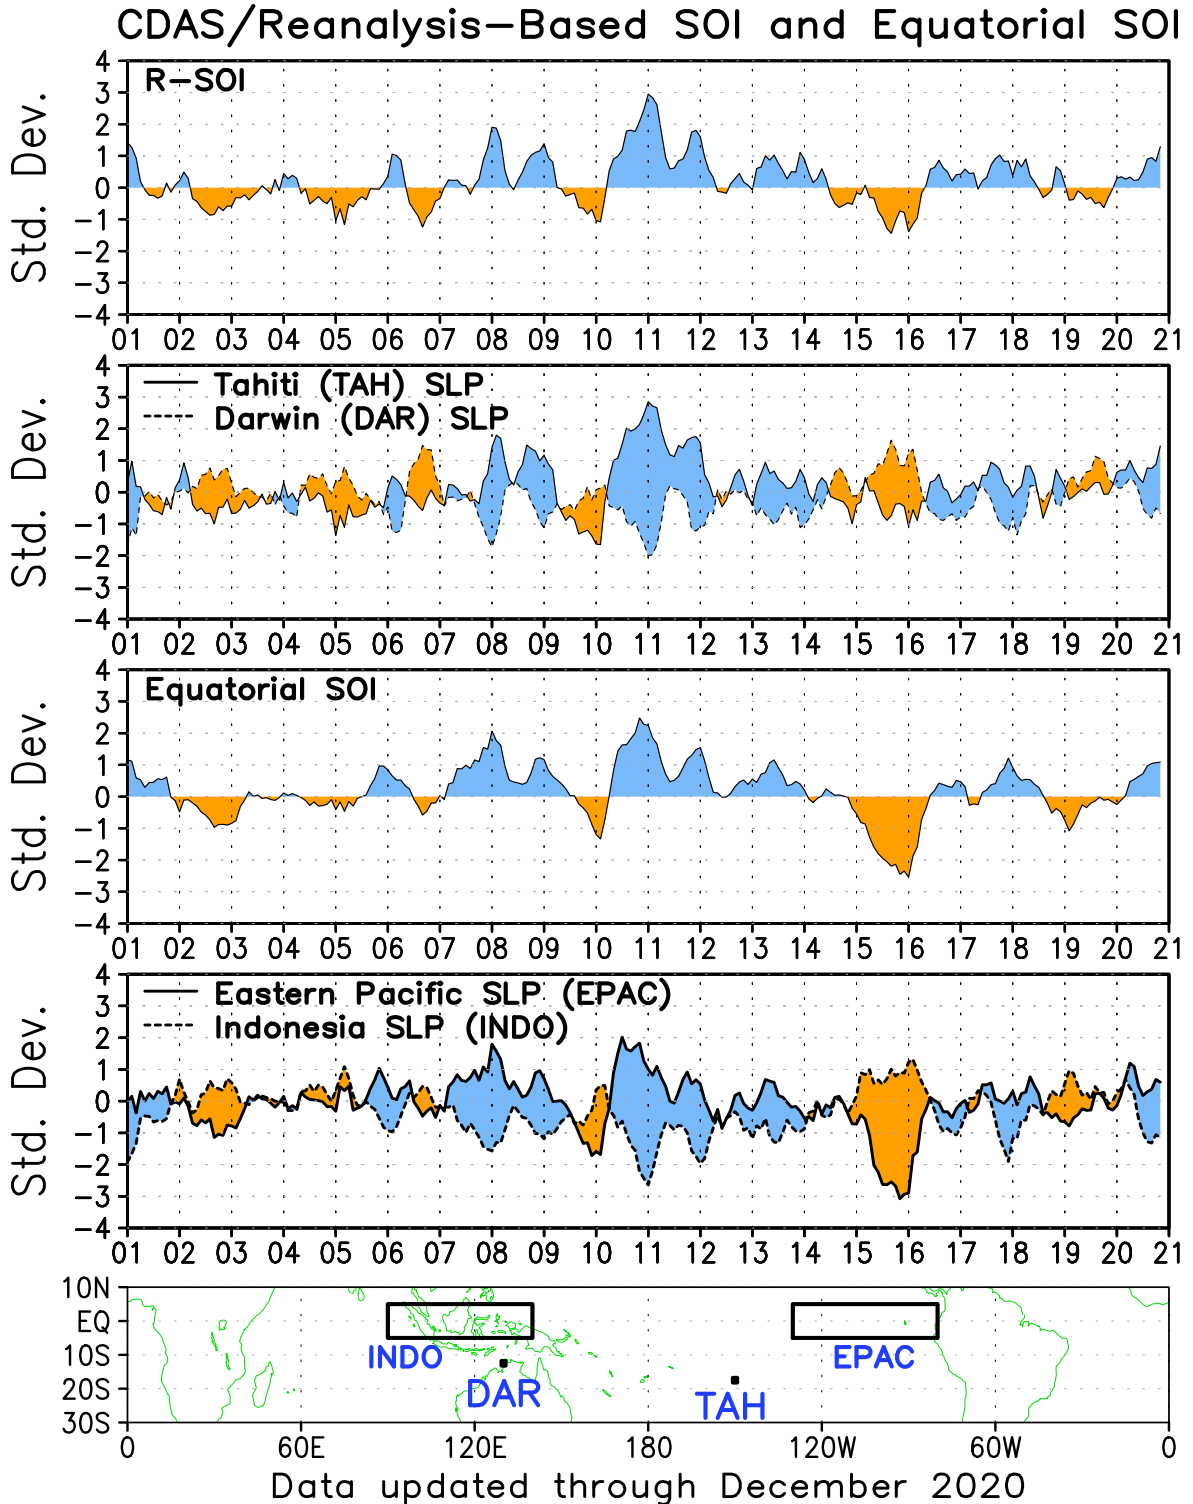 CDAS/Reanalysis-Based SOI and Equatorial SOI
R-SOI
Std. Dev.
4
3
2
1
0
-1
-2
-3
-4
01 02 03 04 05 06 07 08 09 10 11 12 13 14 15 16 17 18 19 20 21
Tahiti (TAH) SLP
Darwin (DAR) SLP
Std. Dev.
4
3
2
1
0
-1
-2
-3
-4
01 02 03 04 05 06 07 08 09 10 11 12 13 14 15 16 17 18 19 20 21
Equatorial SOI
Std. Dev.
4
3
2
1
0
-1
-2
-3
-4
01 02 03 04 05 06 07 08 09 10 11 12 13 14 15 16 17 18 19 20 21
Eastern Pacific SLP (EPAC)
Indonesia SLP (INDO)
Std. Dev.
4
3
2
1
0
-1
-2
-3
-4
01 02 03 04 05 06 07 08 09 10 11 12 13 14 15 16 17 18 19 20 21
10N
EQ
10S
20S
30S
INDO
EPAC
DAR
TAH
0 60E 120E 180 120W 60W 0
Data updated through December 2020